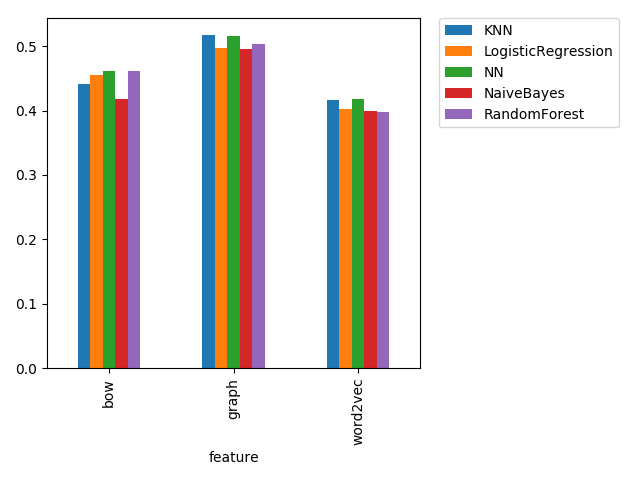 0.5
0.4
0.3
0.2
0.1
0.0
bow
graph
word2vec
feature
KNN
LogisticRegression
NN
NaiveBayes
RandomForest